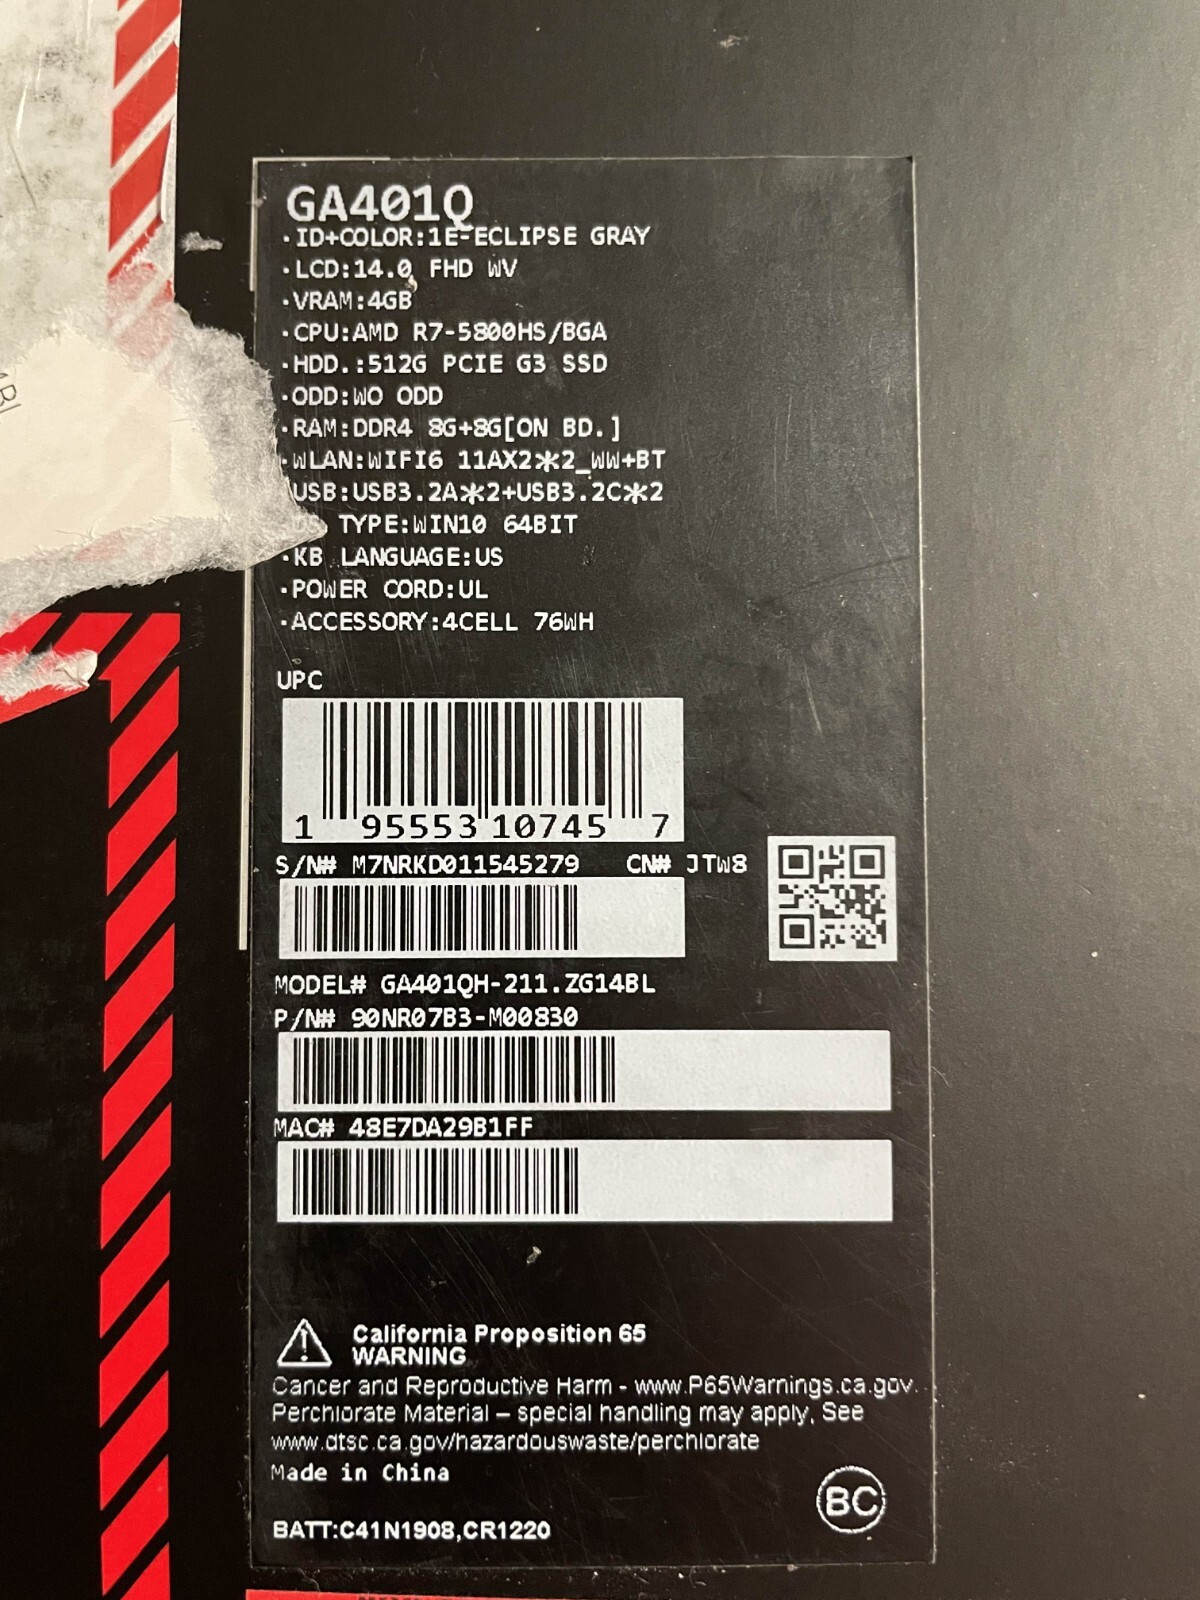 GA401Q
·ID+COLOR:1E-ECLIPSE GRAY
·LCD:14.0 FHD WV
·VRAM:4GB
·CPU:AMD R7-5800HS/BGA
·HDD.:512G PCIE G3 SSD
·ODD:WO ODD
·RAM:DDR4 8G+8G[ON BD.]
·WLAN:WIFI6 11AX2*2_WW+BT
USB:USB3.2A*2+USB3.2C*2
TYPE:WIN10 64BIT
·KB LANGUAGE:US
·POWER CORD:UL
·ACCESSORY:4CELL 76WH
UPC
1 95553 10745 7
S/N# M7NRKD011545279 CN# JTW8
MODEL# GA401QH-211.ZG14BL
P/N# 90NR07B3-M00830
MAC# 48E7DA29B1FF
California Proposition 65
WARNING
Cancer and Reproductive Harm - www.P65Warnings.ca.gov.
Perchlorate Material – special handling may apply, See
www.dtsc.ca.gov/hazardouswaste/perchlorate
Made in China
BC
BATT:C41N1908,CR1220